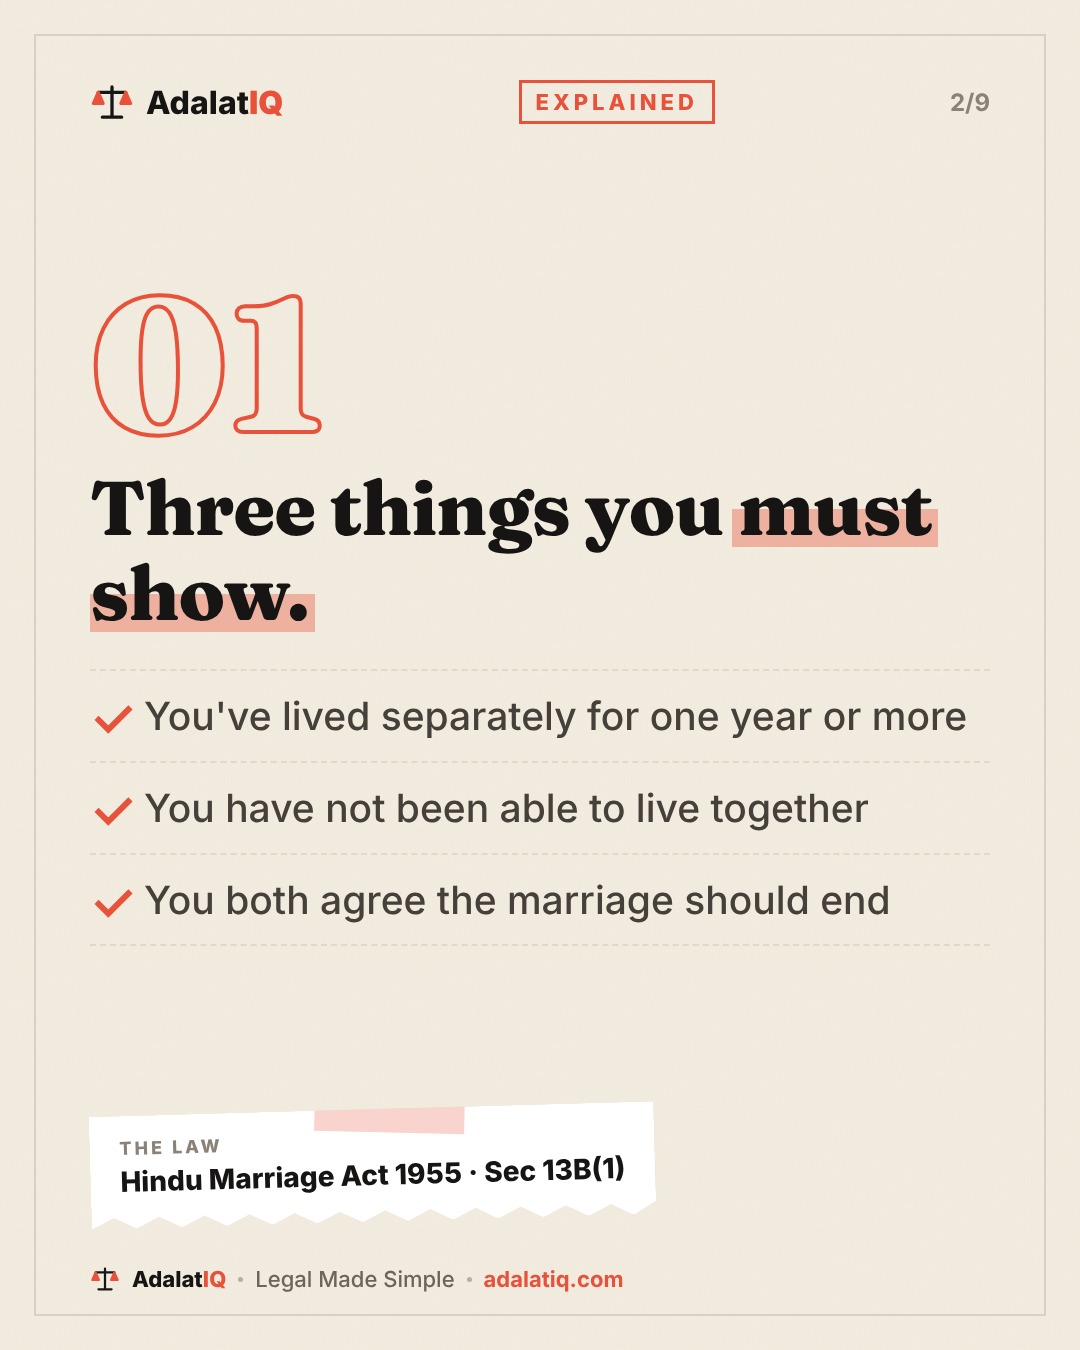 AdalatIQ
EXPLAINED
2/9
01
Three things you must
show.
You've lived separately for one year or more
You have not been able to live together
You both agree the marriage should end
THE LAW
Hindu Marriage Act 1955 · Sec 13B(1)
AdalatIQ • Legal Made Simple • adalatiq.com